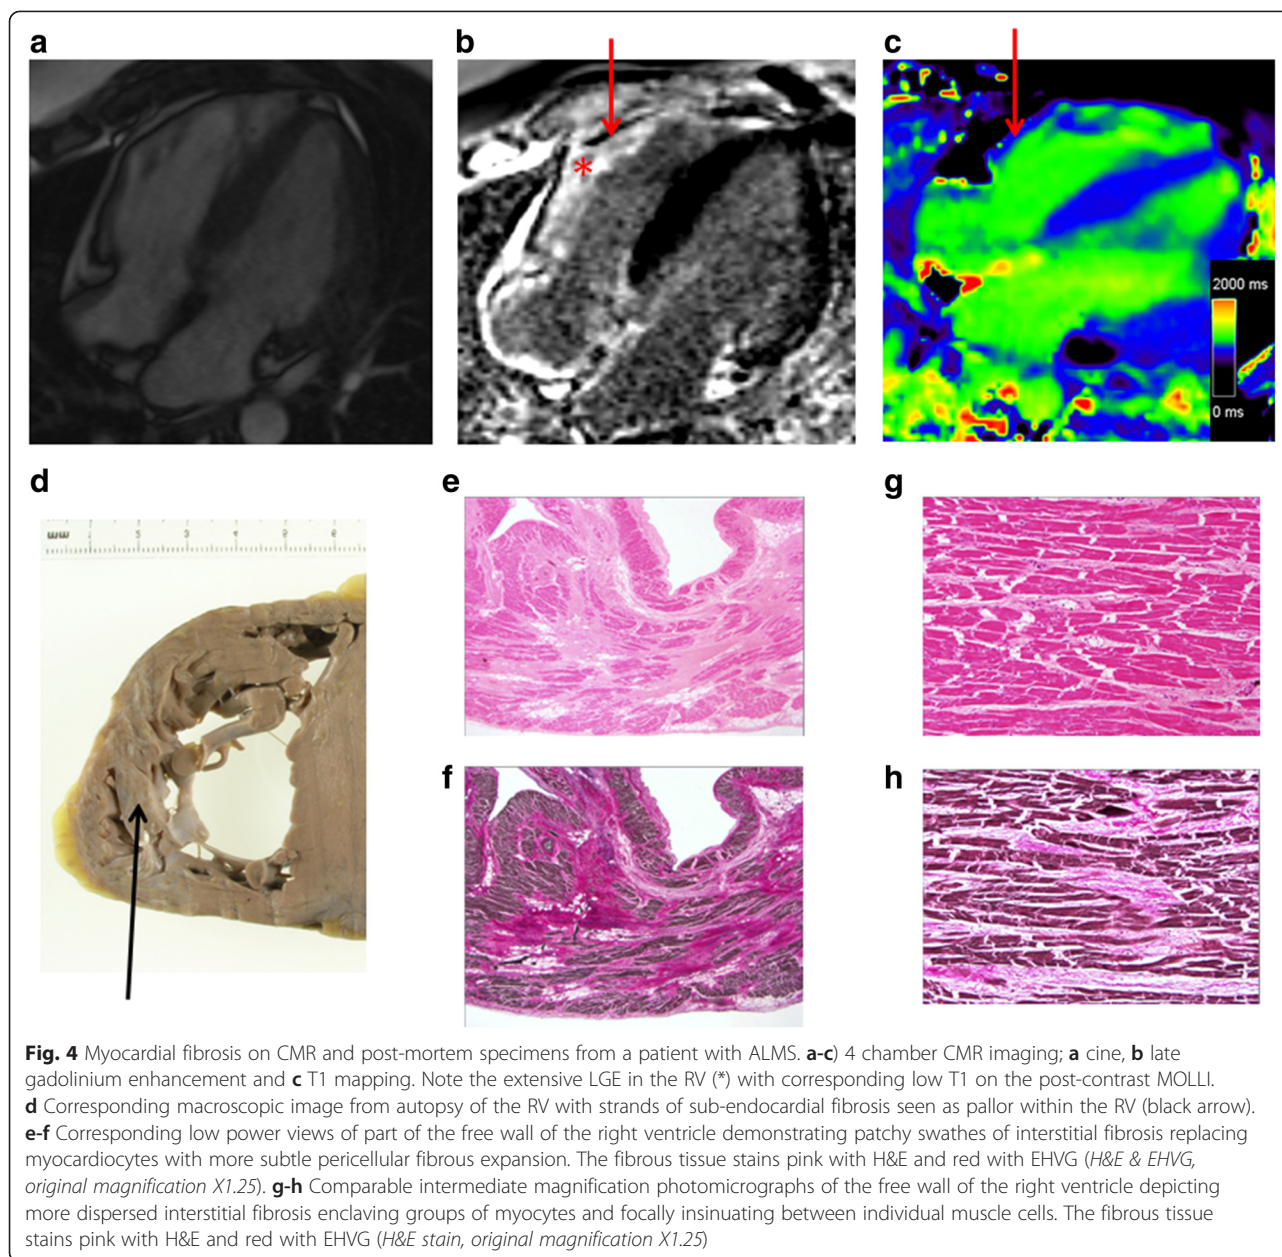 a
b
c
*
2000 ms
0 ms
d
e
g
f
h
Fig. 4 Myocardial fibrosis on CMR and post-mortem specimens from a patient with ALMS. a-c) 4 chamber CMR imaging; a cine, b late
gadolinium enhancement and c T1 mapping. Note the extensive LGE in the RV (*) with corresponding low T1 on the post-contrast MOLLI.
d Corresponding macroscopic image from autopsy of the RV with strands of sub-endocardial fibrosis seen as pallor within the RV (black arrow).
e-f Corresponding low power views of part of the free wall of the right ventricle demonstrating patchy swathes of interstitial fibrosis replacing
myocardiocytes with more subtle pericellular fibrous expansion. The fibrous tissue stains pink with H&E and red with EHVG (H&E & EHVG,
original magnification X1.25). g-h Comparable intermediate magnification photomicrographs of the free wall of the right ventricle depicting
more dispersed interstitial fibrosis enclaving groups of myocytes and focally insinuating between individual muscle cells. The fibrous tissue
stains pink with H&E and red with EHVG (H&E stain, original magnification X1.25)